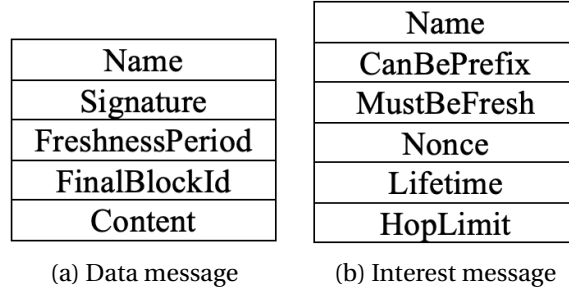 Name
Signature
FreshnessPeriod
FinalBlockId
Content
(a) Data message
Name
CanBePrefix
MustBeFresh
Nonce
Lifetime
HopLimit
(b) Interest message